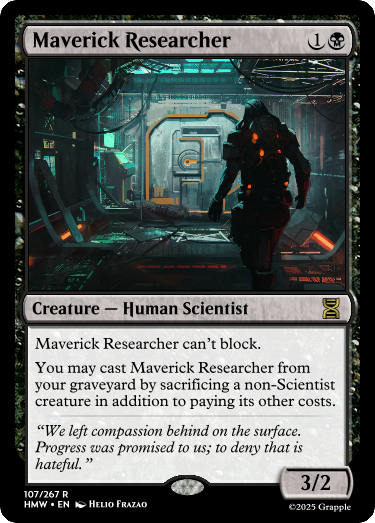 Maverick Researcher 1
Creature — Human Scientist
Maverick Researcher can't block.
You may cast Maverick Researcher from
your graveyard by sacrificing a non-Scientist
creature in addition to paying its other costs.
“We left compassion behind on the surface.
Progress was promised to us; to deny that is
hateful.”
3/2
107/267 R
HMW • EN Helio Frazao
©2025 Grapple